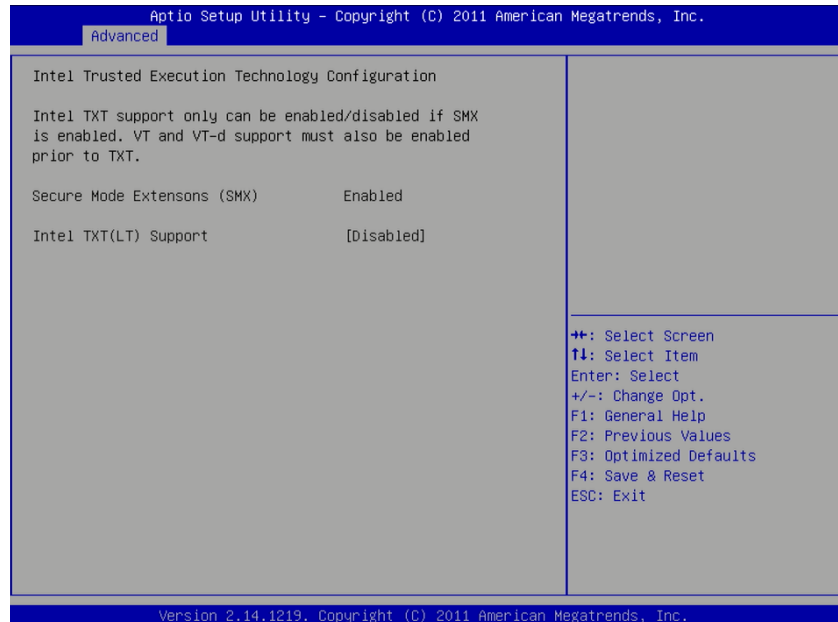 Aptio Setup Utility – Copyright (C) 2011 American Megatrends, Inc.
Advanced
Intel Trusted Execution Technology Configuration
Intel TXT support only can be enabled/disabled if SMX
is enabled. VT and VT-d support must also be enabled
prior to TXT.
Secure Mode Extensons (SMX) Enabled
Intel TXT(LT) Support [Disabled]
→←: Select Screen
↑↓: Select Item
Enter: Select
+/-: Change Opt.
F1: General Help
F2: Previous Values
F3: Optimized Defaults
F4: Save & Reset
ESC: Exit
Version 2.14.1219. Copyright (C) 2011 American Megatrends, Inc.